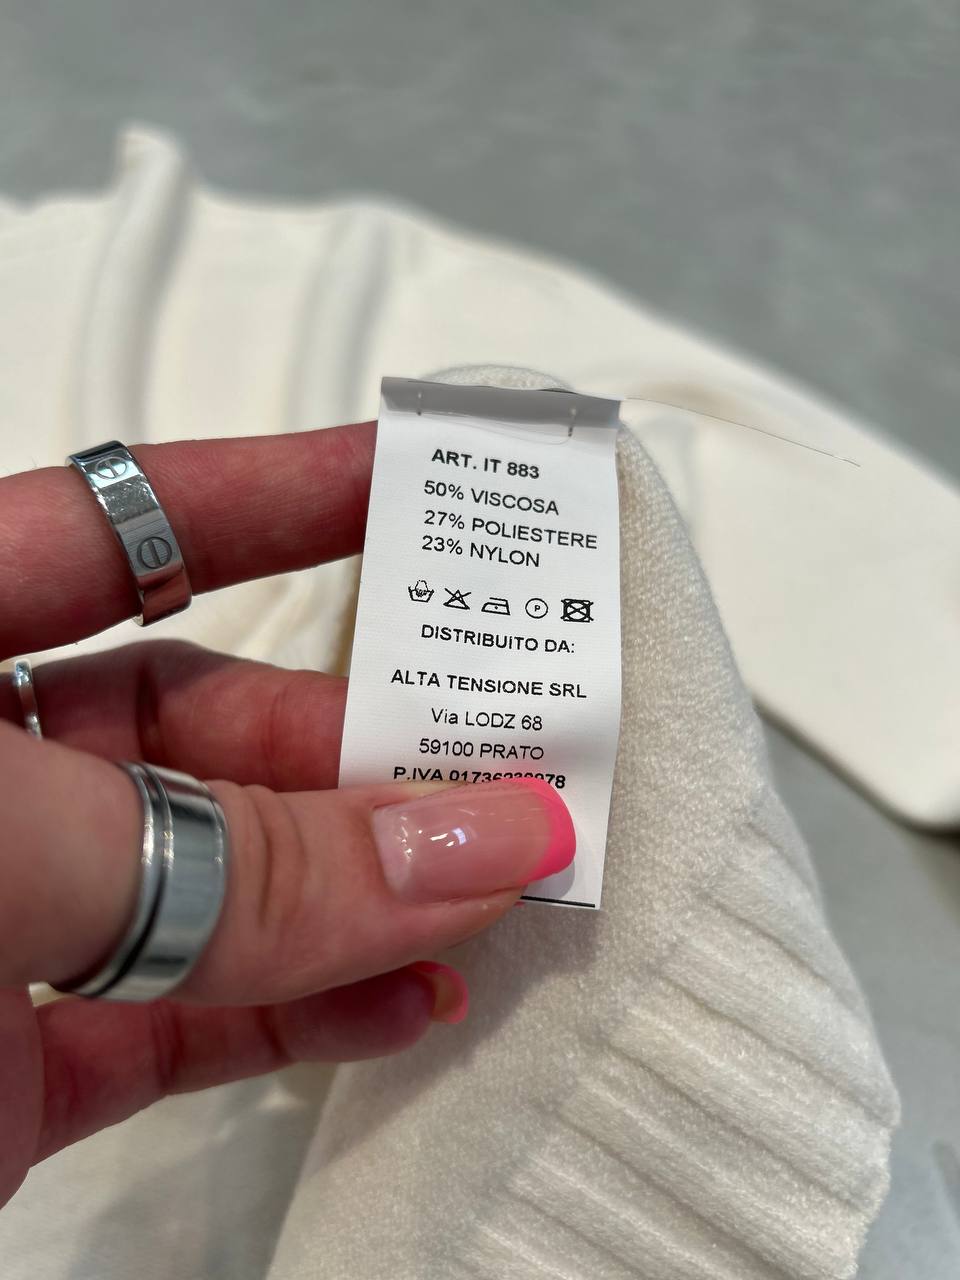 ART. IT 883
50% VISCOSA
27% POLIESTERE
23% NYLON
P
DISTRIBUITO DA:
ALTA TENSIONE SRL
Via LODZ 68
59100 PRATO
P.IVA